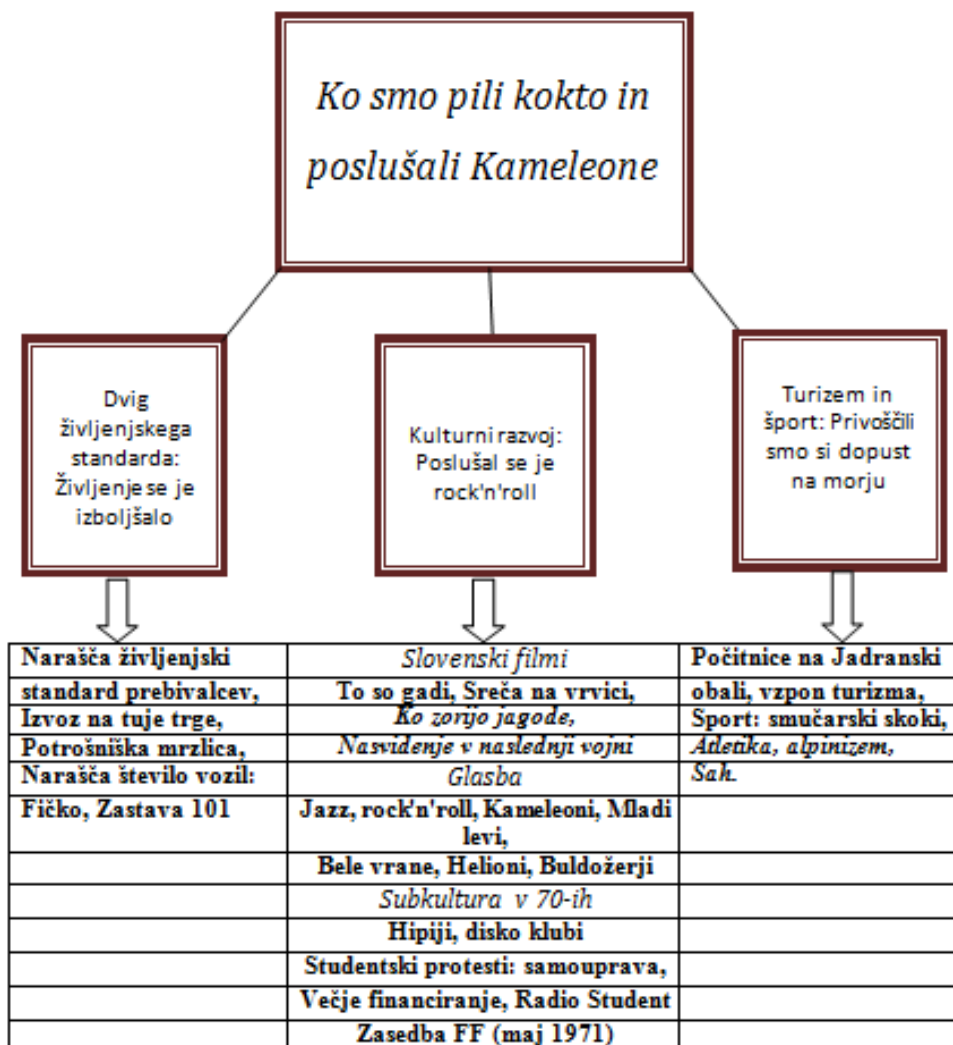 Ko smo pili kokto in
poslušali Kameleone
Dvig
življenjskega
standarda:
Življenje se je
izboljšalo
Kulturni razvoj:
Poslušal se je
rock'n'roll
Turizem in
šport: Privoščili
smo si dopust
na morju
Narašča življenjski
standard prebivalcev,
Izvoz na tuje trge,
Potrošniška mrzlica,
Narašča število vozil:
Fičko, Zastava 101
Slovenski filmi
To so gadi, Sreča na vrvici,
Ko zorijo jagode,
Nasvidenje v naslednji vojni
Glasba
Jazz, rock'n'roll, Kameleoni, Mladi
levi,
Bele vrane, Helioni, Buldožerji
Subkultura v 70-ih
Hipiji, disko klubi
Studentski protesti: samouprava,
Večje financiranje, Radio Student
Zasedba FF (maj 1971)
Počitnice na Jadranski
obali, vzpon turizma,
Sport: smučarski skoki,
Atletika, alpinizem,
Sah.